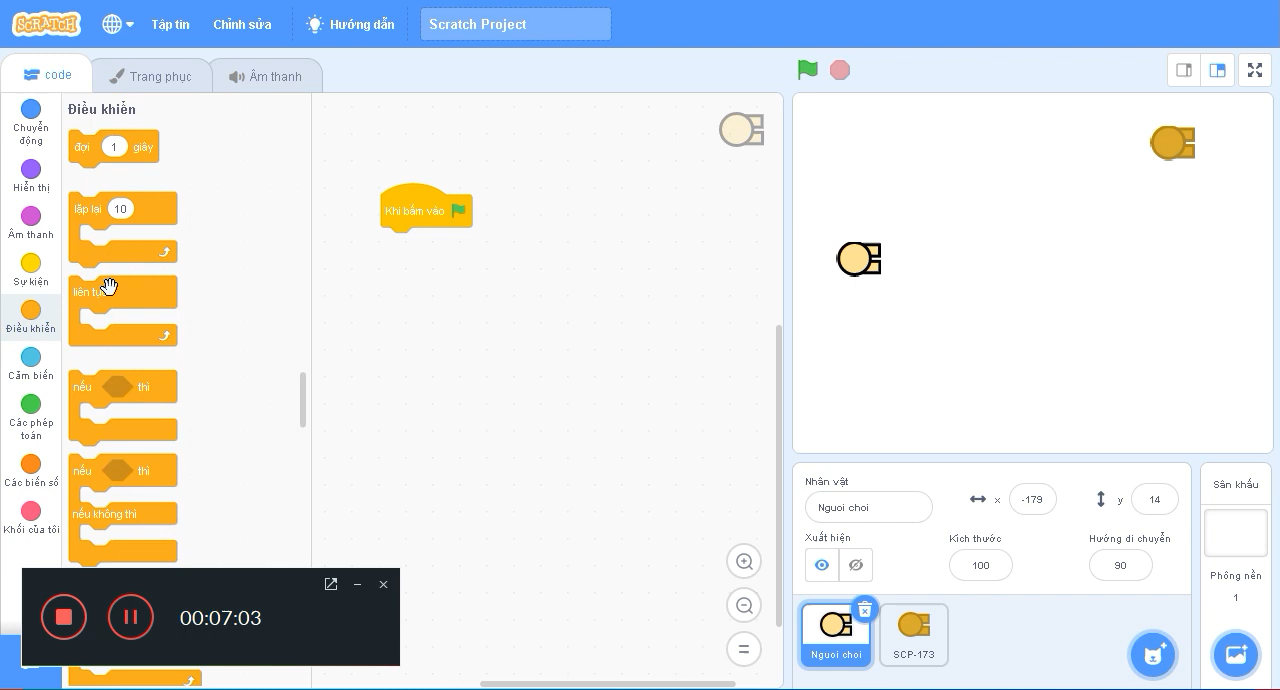 SCRATCH
Tập tin
Chỉnh sửa
Hướng dẫn
Scratch Project
code
Trang phục
Âm thanh
Chuyển
động
Hiển thị
Âm thanh
Sự kiện
Điều khiển
Cảm biến
Các phép
toán
Các biến số
Khối của tôi
Điều khiển
đợi 1 giây
lặp lại 10
liên tục
nếu thì
nếu thì
nếu không thì
Khi bấm vào
00:07:03
Nhân vật
Nguoi choi
x -179
y 14
Xuất hiện
Kích thước
100
Hướng di chuyển
90
Nguoi choi
SCP-173
Sân khấu
Phông nền
1